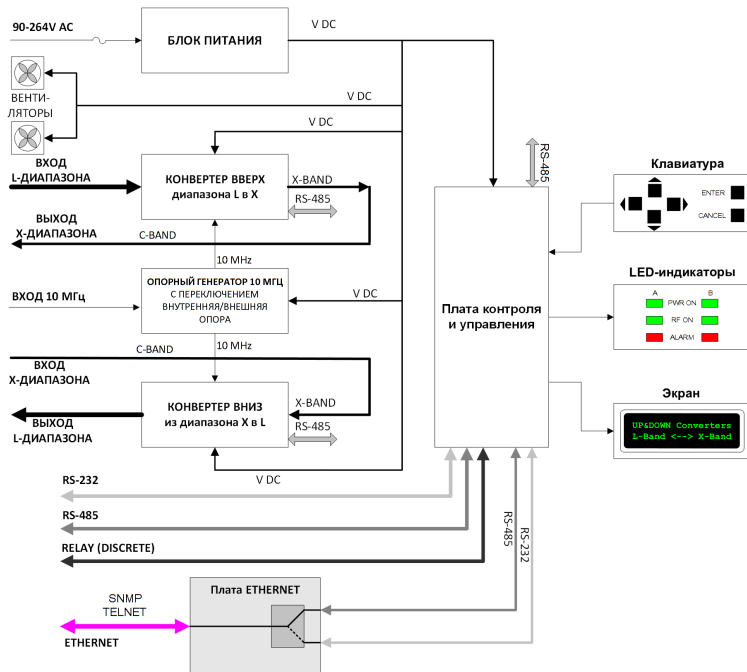 90-264V AC
БЛОК ПИТАНИЯ
V DC
ВЕНТИ-
ЛЯТОРЫ
V DC
V DC
ВХОД
L-ДИАПАЗОНА
КОНВЕРТЕР ВВЕРХ
диапазона L в X
X-BAND
RS-485
RS-485
Клавиатура
ENTER
CANCEL
ВЫХОД
X-ДИАПАЗОНА
C-BAND
10 MHz
ВХОД 10 МГц
ОПОРНЫЙ ГЕНЕРАТОР 10 МГЦ
С ПЕРЕКЛЮЧЕНИЕМ
ВНУТРЕННЯЯ/ВНЕШНЯЯ
ОПОРА
V DC
Плата контроля
и управления
LED-индикаторы
A B
PWR ON
RF ON
ALARM
10 MHz
C-BAND
ВХОД
X-ДИАПАЗОНА
КОНВЕРТЕР ВНИЗ
из диапазона X в L
X-BAND
RS-485
ВЫХОД
L-ДИАПАЗОНА
V DC
Экран
UP&DOWN Converters
L-Band <--> X-Band
RS-232
RS-485
RELAY (DISCRETE)
RS-485
RS-232
Плата ETHERNET
SNMP
TELNET
ETHERNET